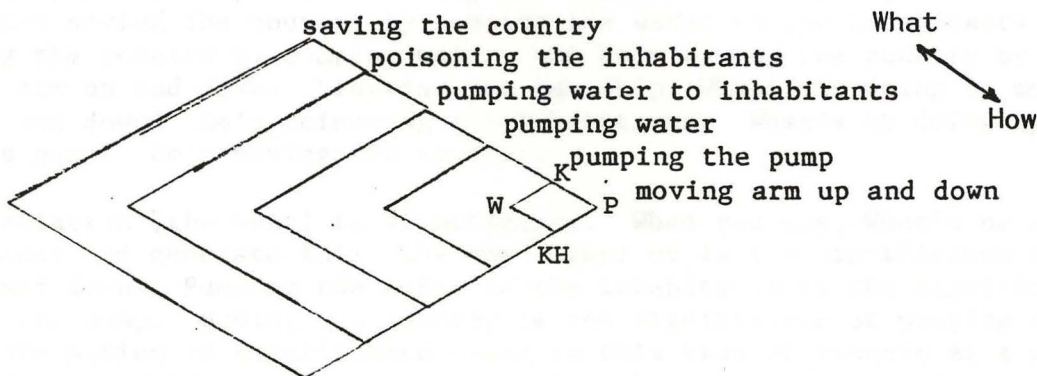 What
saving the country
poisoning the inhabitants
pumping water to inhabitants
How
pumping water
pumping the pump
K
moving arm up and down
W
P
KH